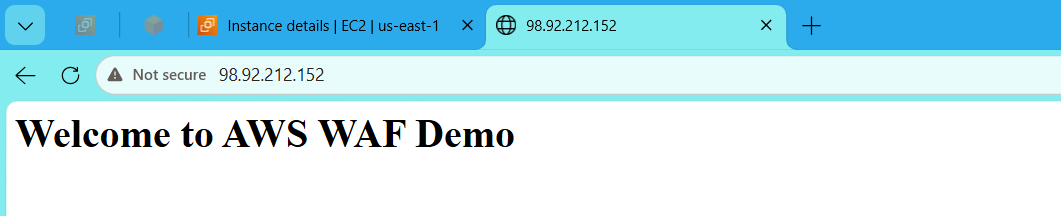 Instance details | EC2 | us-east-1
98.92.212.152
Not secure
98.92.212.152
Welcome to AWS WAF Demo